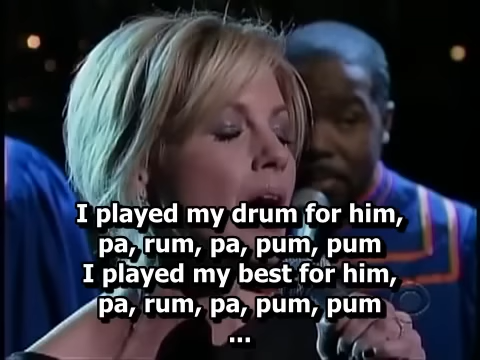 I played my drum for him,
pa, rum, pa, pum, pum
I played my best for him,
pa, rum, pa, pum, pum
...